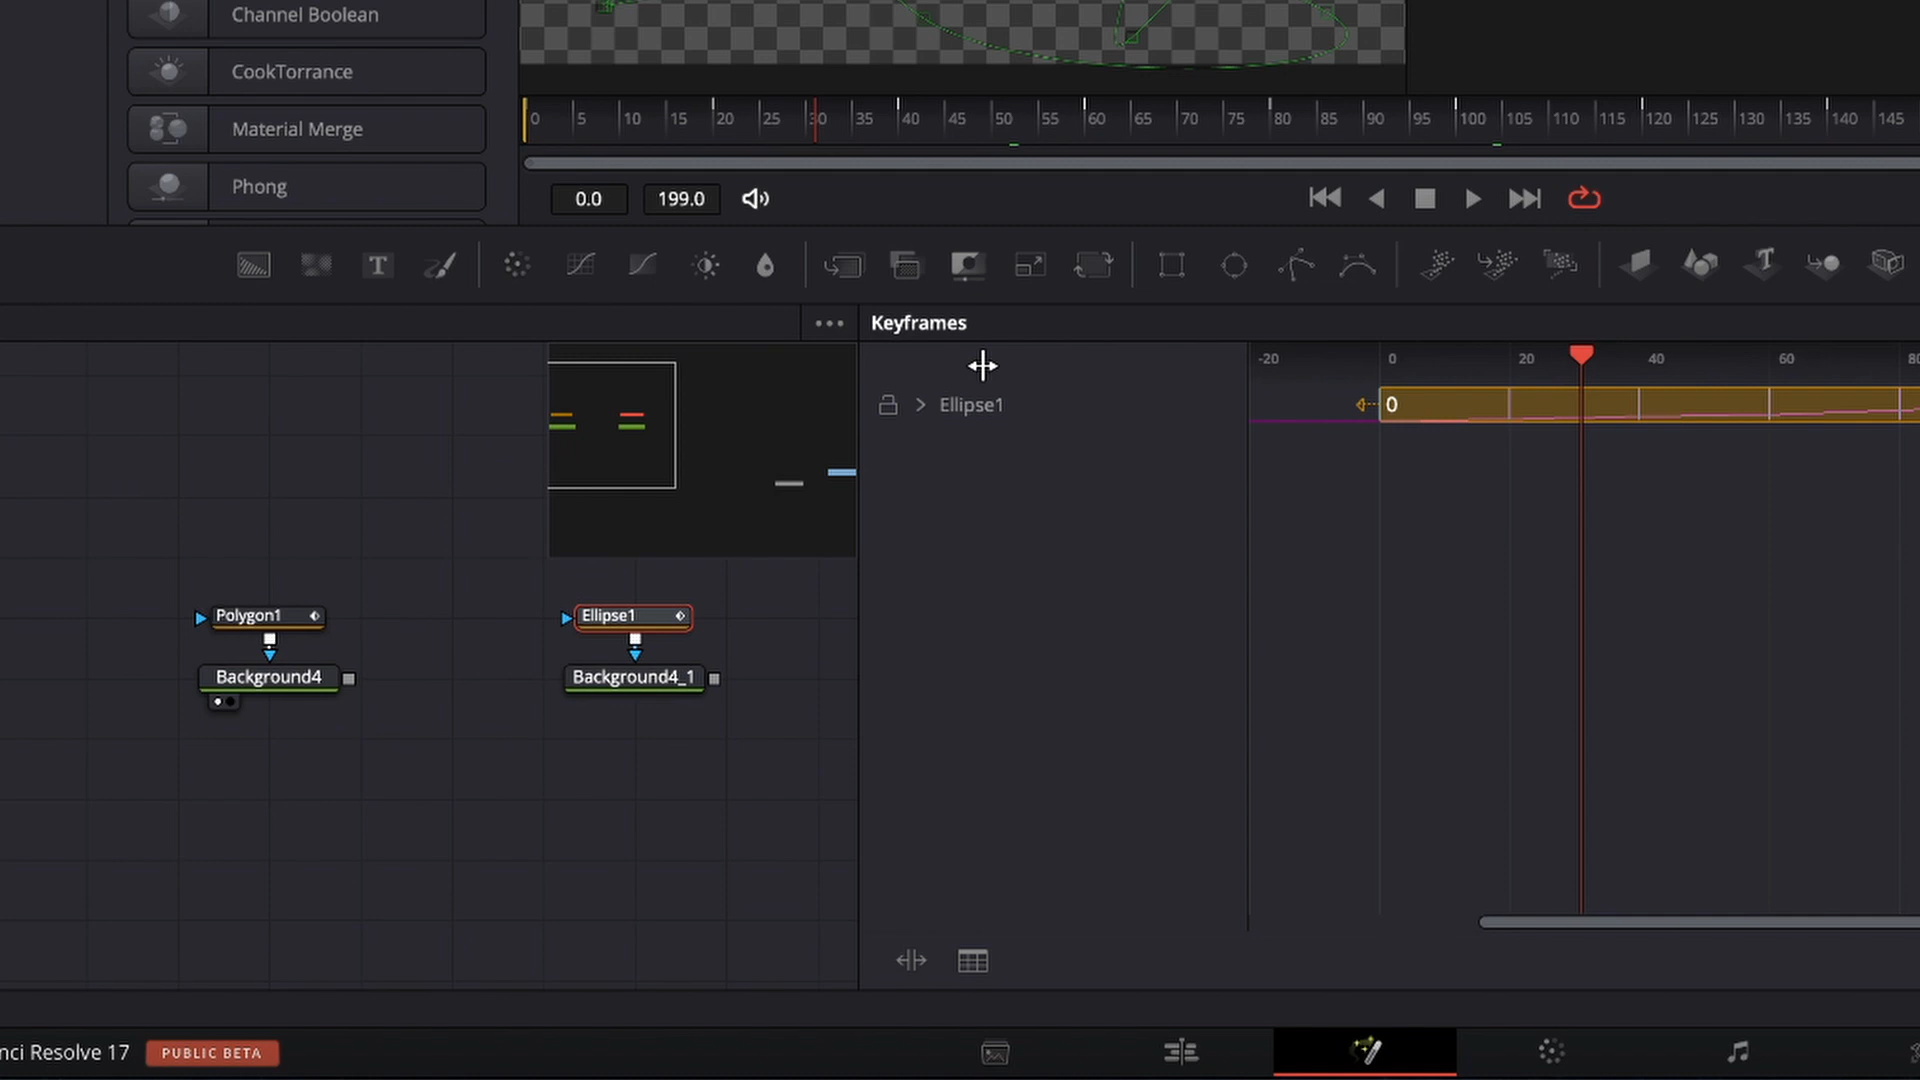 Channel Boolean
CookTorrance
Material Merge
Phong
0 5 10 15 20 25 30 35 40 45 50 55 60 65 70 75 80 85 90 95 100 105 110 115 120 125 130 135 140 145
0.0 199.0
T
Keyframes
-20 0 20 40 60 80
Ellipse1
0
Polygon1
Ellipse1
Background4
Background4_1
nci Resolve 17 PUBLIC BETA